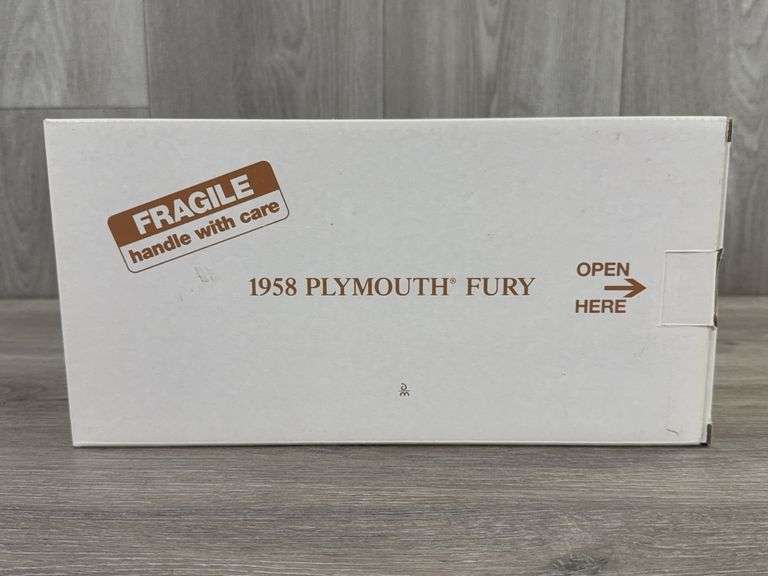 FRAGILE
handle with care
1958 PLYMOUTH® FURY
OPEN
HERE